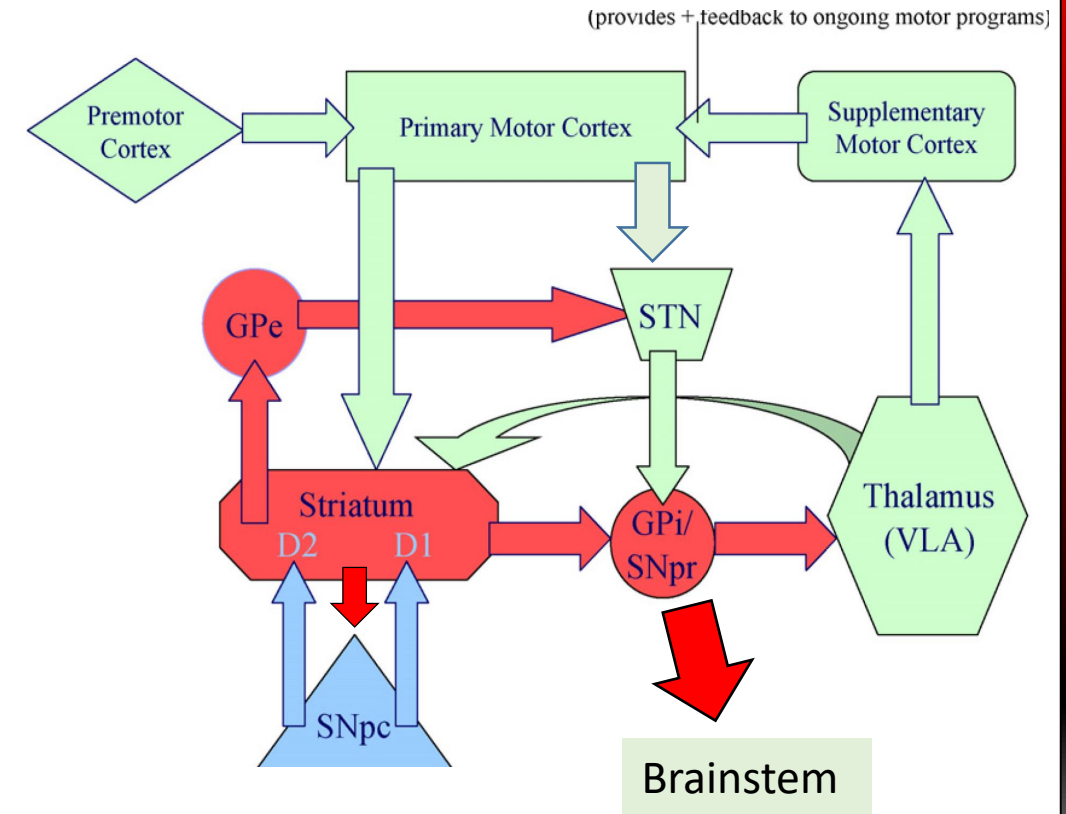 (provides + feedback to ongoing motor programs)
Premotor
Cortex
Primary Motor Cortex
Supplementary
Motor Cortex
GPe
STN
Striatum
D2 D1
GPi/
SNpr
Thalamus
(VLA)
SNpc
Brainstem